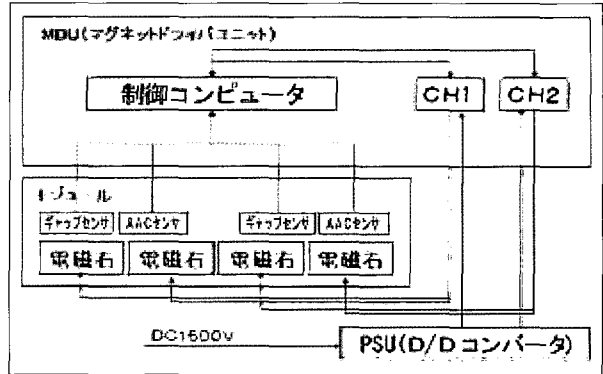 MDU(マグネットドライバユニット)
制御コンピュータ
CH1
CH2
モジュール
ギャップセンサ
AACセンサ
ギャップセンサ
AACセンサ
電磁石
電磁石
電磁石
電磁石
DC1500V
PSU(D/Dコンバータ)